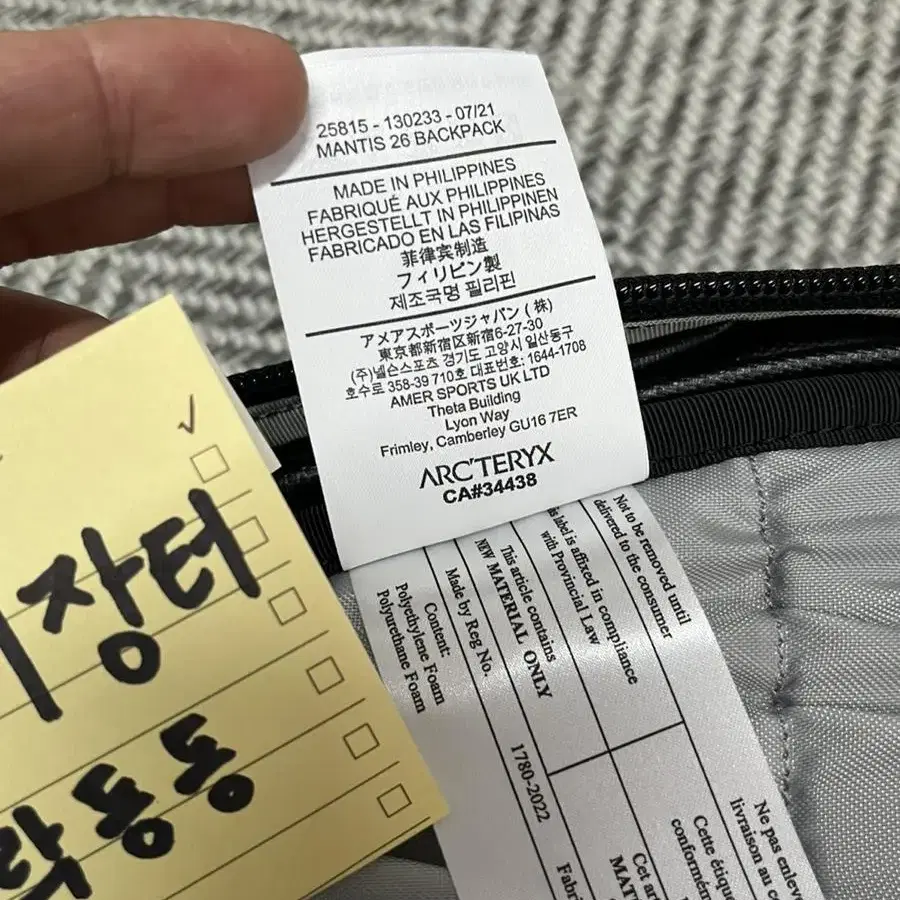 25815 - 130233 - 07/21
MANTIS 26 BACKPACK
MADE IN PHILIPPINES
FABRIQUÉ AUX PHILIPPINES
HERGESTELLT IN PHILIPPINEN
FABRICADO EN LAS FILIPINAS
菲律宾制造
フィリピン製
제조국명 필리핀
アメアスポーツジャパン (株)
東京都新宿区新宿6-27-30
(주)넬슨스포츠 경기도 고양시 일산동구
호수로 358-39 710호 대표번호: 1644-1708
AMER SPORTS UK LTD
Theta Building
Lyon Way
Frimley, Camberley GU16 7ER
ARC'TERYX
CA#34438
Not to be removed until
delivered to the consumer
label is affixed in compliance
with Provincial Law
This article contains
NEW MATERIAL ONLY
Made by Reg No.
1780-2022
Content:
Polyethylene Foam
Polyurethane Foam
Ne pas enlever
livraison au
Cette
Cet
장터